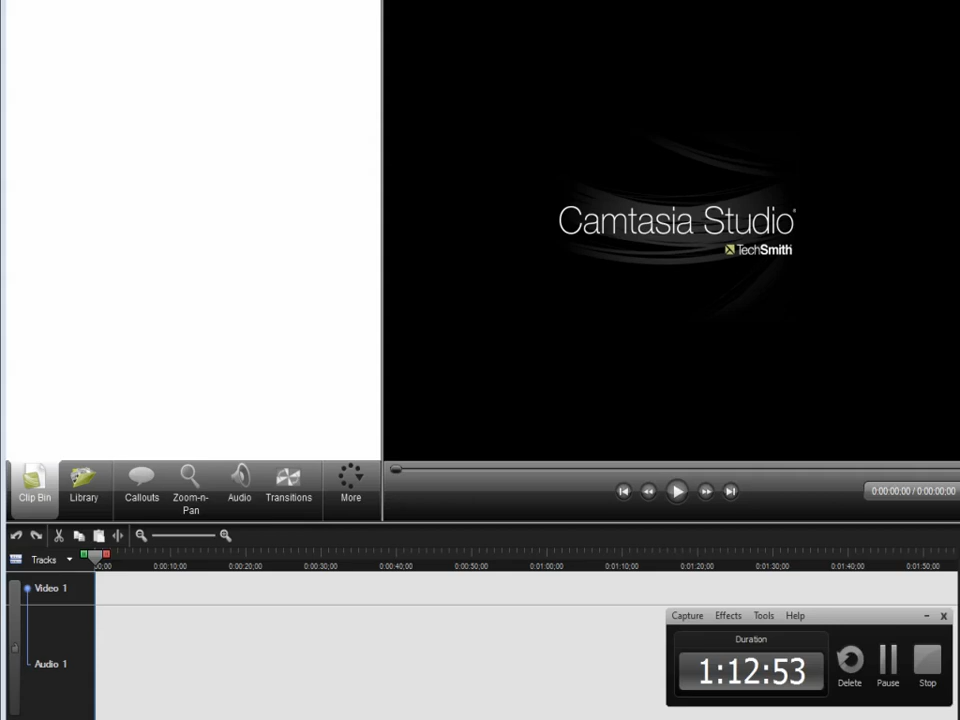 Camtasia Studio®
TechSmith
Clip Bin
Library
Callouts
Zoom-n-
Pan
Audio
Transitions
More
0:00:00;00 / 0:00:00;00
Tracks
00;00 0:00:10;00 0:00:20;00 0:00:30;00 0:00:40;00 0:00:50;00 0:01:00;00 0:01:10;00 0:01:20;00 0:01:30;00 0:01:40;00 0:01:50;00
Video 1
Audio 1
Capture Effects Tools Help
Duration
1:12:53
Delete Pause Stop